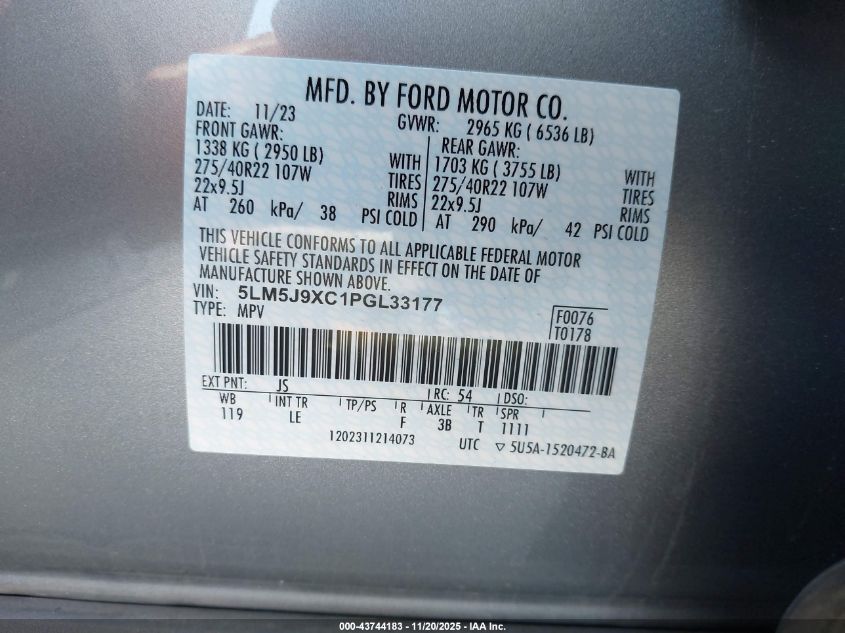 MFD. BY FORD MOTOR CO.
DATE: 11/23 GVWR: 2965 KG ( 6536 LB)
FRONT GAWR: REAR GAWR:
1338 KG ( 2950 LB) WITH 1703 KG ( 3755 LB) WITH
275/40R22 107W TIRES 275/40R22 107W TIRES
22x9.5J RIMS 22x9.5J RIMS
AT 260 kPa/ 38 PSI COLD AT 290 kPa/ 42 PSI COLD
THIS VEHICLE CONFORMS TO ALL APPLICABLE FEDERAL MOTOR
VEHICLE SAFETY STANDARDS IN EFFECT ON THE DATE OF
MANUFACTURE SHOWN ABOVE.
VIN: 5LM5J9XC1PGL33177
TYPE: MPV F0076
T0178
EXT PNT: JS RC: 54 DSO:
WB INT TR TP/PS R AXLE TR SPR
119 LE F 3B T 1111
1202311214073 UTC ▽ 5U5A-1520472-BA
000-43744183 - 11/20/2025 - IAA Inc.